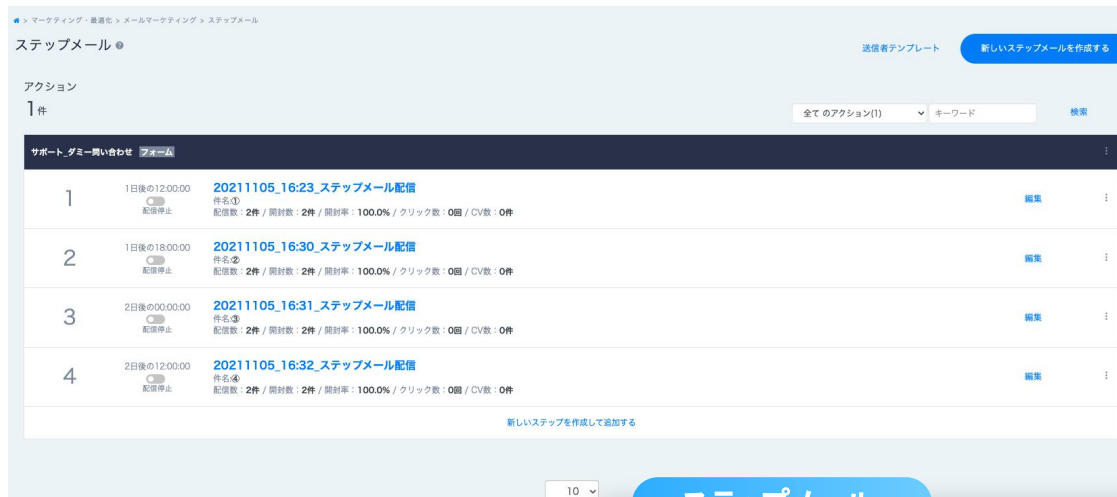 > マーケティング・最適化 > メールマーケティング > ステップメール
ステップメール
送信者テンプレート
新しいステップメールを作成する
アクション
1件
全て のアクション(1)
キーワード
検索
サポート_ダミー問い合わせ フォーム
1
1日後の12:00:00
配信停止
20211105_16:23_ステップメール配信
件名:①
配信数：2件 / 開封数：2件 / 開封率：100.0% / クリック数：0回 / CV数：0件
編集
2
1日後の18:00:00
配信停止
20211105_16:30_ステップメール配信
件名:②
配信数：2件 / 開封数：2件 / 開封率：100.0% / クリック数：0回 / CV数：0件
編集
3
2日後の00:00:00
配信停止
20211105_16:31_ステップメール配信
件名:③
配信数：2件 / 開封数：2件 / 開封率：100.0% / クリック数：0回 / CV数：0件
編集
4
2日後の12:00:00
配信停止
20211105_16:32_ステップメール配信
件名:④
配信数：2件 / 開封数：2件 / 開封率：100.0% / クリック数：0回 / CV数：0件
編集
新しいステップを作成して追加する
10
ステップメール